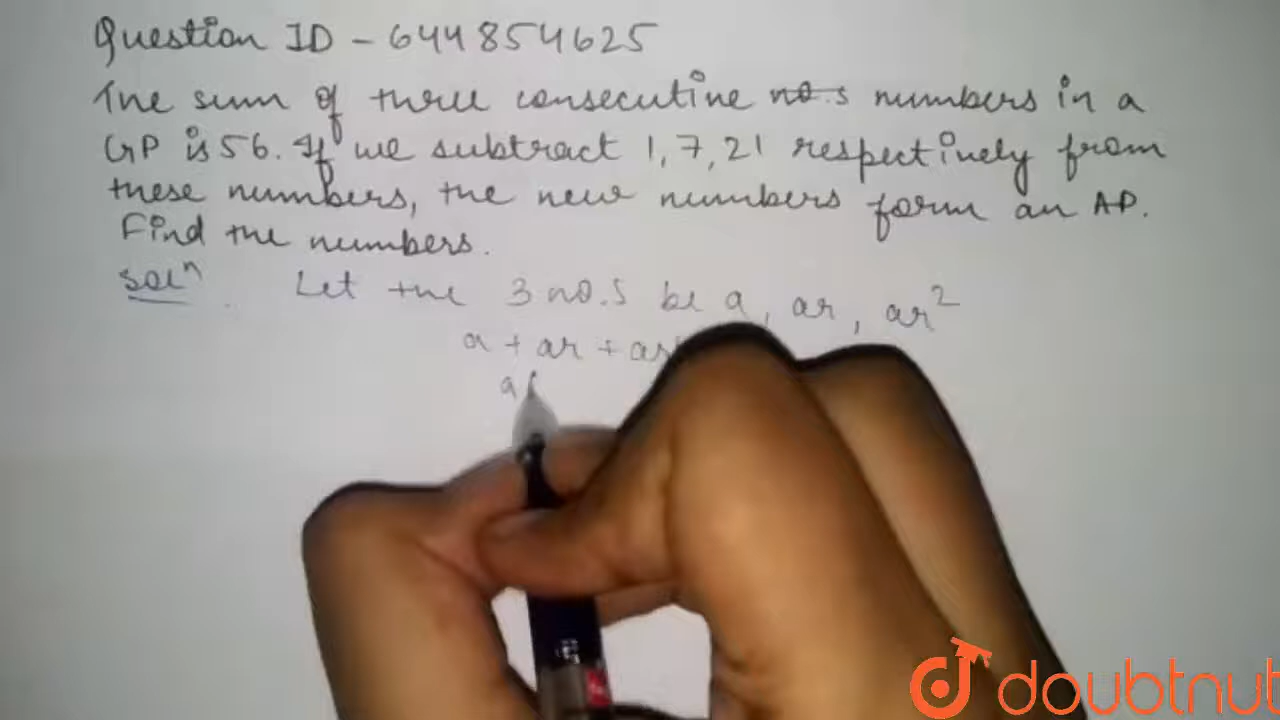 Question ID - 644854625
The sum of three consecutive no.s numbers in a
GP is 56. If we subtract 1, 7, 21 respectively from
these numbers, the new numbers form an AP.
Find the numbers.
Solⁿ. Let the 3 no.s be a, ar, ar²
a + ar + ar
a(
doubtnut